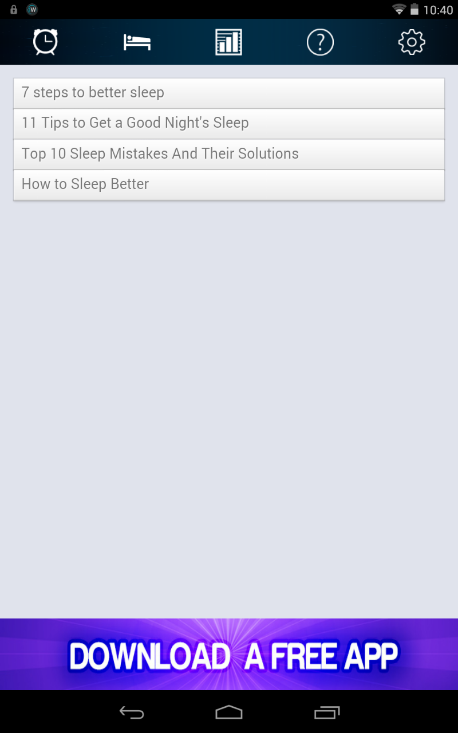 W
10:40
?
7 steps to better sleep
11 Tips to Get a Good Night's Sleep
Top 10 Sleep Mistakes And Their Solutions
How to Sleep Better
DOWNLOAD A FREE APP